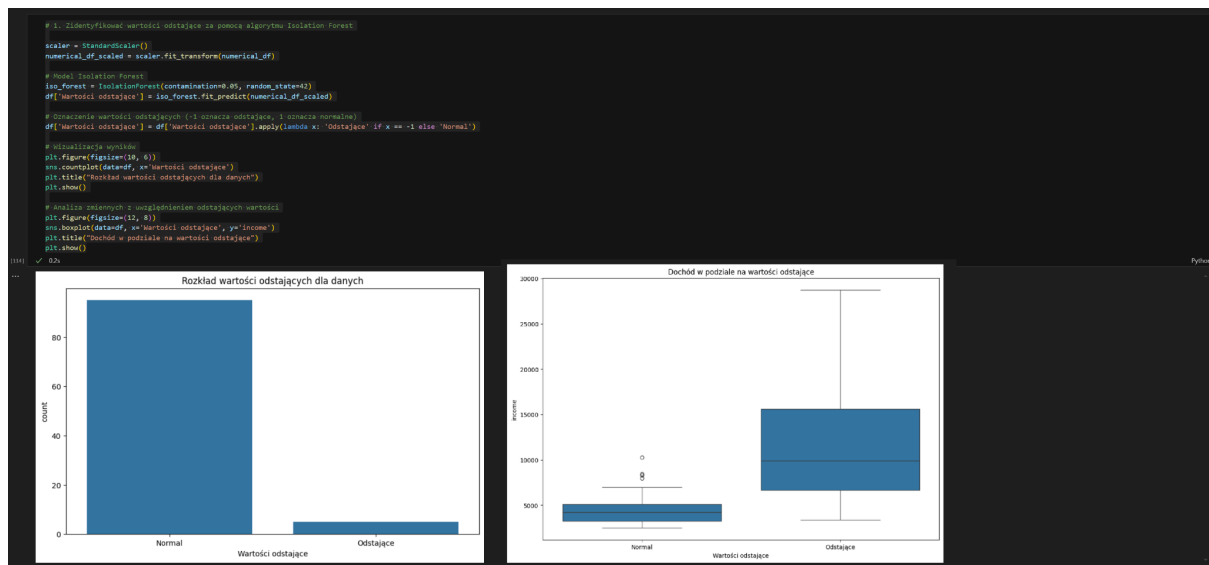 # 1. Zidentyfikować wartości odstające za pomocą algorytmu Isolation Forest
scaler = StandardScaler()
numerical_df_scaled = scaler.fit_transform(numerical_df)
# Model Isolation Forest
iso_forest = IsolationForest(contamination=0.05, random_state=42)
df['Wartości odstające'] = iso_forest.fit_predict(numerical_df_scaled)
# Oznaczenie wartości odstających (-1 oznacza odstające, 1 oznacza normalne)
df['Wartości odstające'] = df['Wartości odstające'].apply(lambda x: 'Odstające' if x == -1 else 'Normal')
# Wizualizacja wyników
plt.figure(figsize=(10, 6))
sns.countplot(data=df, x='Wartości odstające')
plt.title("Rozkład wartości odstających dla danych")
plt.show()
# Analiza zmiennych z uwzględnieniem odstających wartości
plt.figure(figsize=(12, 8))
sns.boxplot(data=df, x='Wartości odstające', y='income')
plt.title("Dochód w podziale na wartości odstające")
plt.show()
✓ 0.2s
Python
...
Rozkład wartości odstających dla danych
80
60
40
20
0
count
Normal
Odstające
Wartości odstające
Dochód w podziale na wartości odstające
30000
25000
20000
15000
10000
5000
income
Normal
Odstające
Wartości odstające